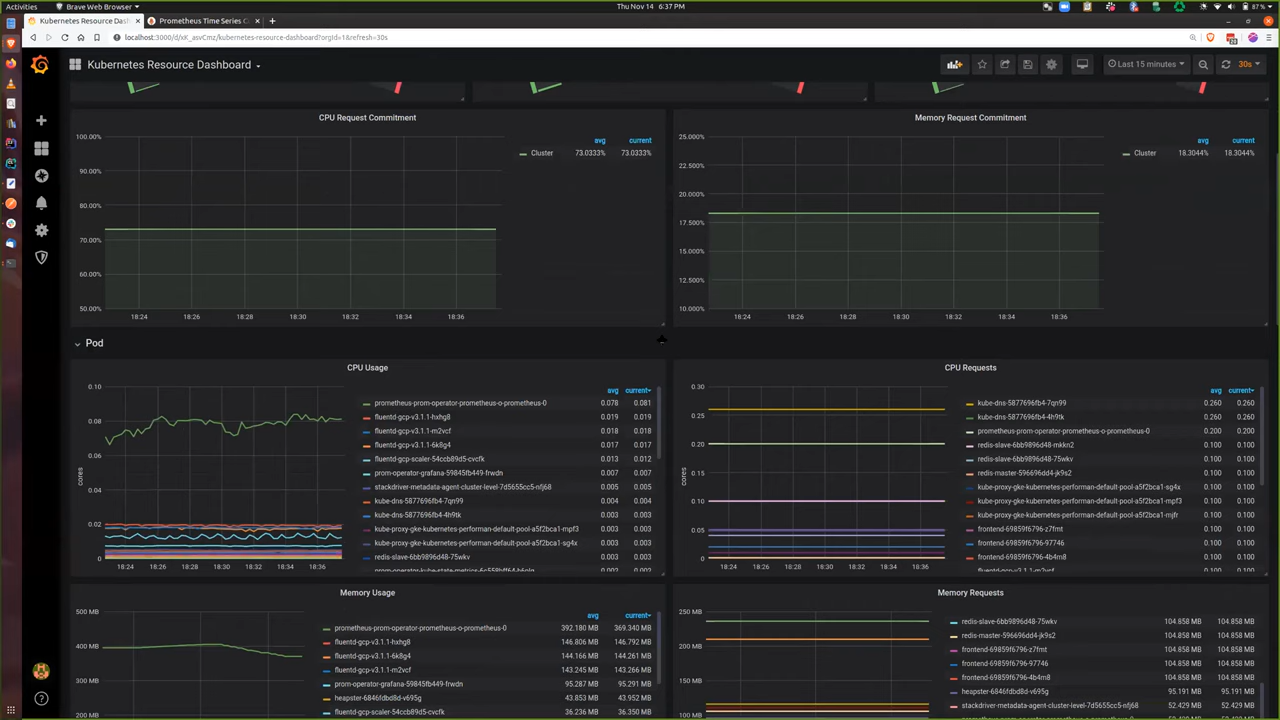 Activities
Brave Web Browser
Thu Nov 14 6:37 PM
87 %
Kubernetes Resource Dash
Prometheus Time Series C
localhost:3000/d/xK_asvCmz/kubernetes-resource-dashboard?orgId=1&refresh=30s
Kubernetes Resource Dashboard
Last 15 minutes
30s
CPU Request Commitment
100.00%
90.00%
80.00%
70.00%
60.00%
50.00%
18:24 18:26 18:28 18:30 18:32 18:34 18:36
avg current
Cluster 73.0333% 73.0333%
Memory Request Commitment
25.000%
22.500%
20.000%
17.500%
15.000%
12.500%
10.000%
18:24 18:26 18:28 18:30 18:32 18:34 18:36
avg current
Cluster 18.3044% 18.3044%
Pod
CPU Usage
cores
0.10
0.08
0.06
0.04
0.02
0
18:24 18:26 18:28 18:30 18:32 18:34 18:36
avg current
prometheus-prom-operator-prometheus-o-prometheus-0 0.078 0.081
fluentd-gcp-v3.1.1-hxhg8 0.019 0.019
fluentd-gcp-v3.1.1-m2vcf 0.018 0.018
fluentd-gcp-v3.1.1-6k8g4 0.017 0.017
fluentd-gcp-scaler-54ccb89d5-cvcfk 0.013 0.012
prom-operator-grafana-59845fb449-frwdn 0.007 0.007
stackdriver-metadata-agent-cluster-level-7d5655cc5-nfj68 0.005 0.005
kube-dns-5877696fb4-7qn99 0.004 0.004
kube-dns-5877696fb4-4h9tk 0.003 0.003
kube-proxy-gke-kubernetes-performan-default-pool-a5f2bca1-mpf3 0.003 0.003
kube-proxy-gke-kubernetes-performan-default-pool-a5f2bca1-sg4x 0.003 0.003
redis-slave-6bb9896d48-75wkv 0.003 0.003
CPU Requests
cores
0.30
0.25
0.20
0.15
0.10
0.05
0
18:24 18:26 18:28 18:30 18:32 18:34 18:36
avg current
kube-dns-5877696fb4-7qn99 0.260 0.260
kube-dns-5877696fb4-4h9tk 0.260 0.260
prometheus-prom-operator-prometheus-o-prometheus-0 0.200 0.200
redis-slave-6bb9896d48-mkkn2 0.100 0.100
redis-slave-6bb9896d48-75wkv 0.100 0.100
redis-master-596696dd4-jk9s2 0.100 0.100
kube-proxy-gke-kubernetes-performan-default-pool-a5f2bca1-sg4x 0.100 0.100
kube-proxy-gke-kubernetes-performan-default-pool-a5f2bca1-mpf3 0.100 0.100
kube-proxy-gke-kubernetes-performan-default-pool-a5f2bca1-mjfr 0.100 0.100
frontend-69859f6796-z7fmt 0.100 0.100
frontend-69859f6796-97746 0.100 0.100
frontend-69859f6796-4b4m8 0.100 0.100
fluentd-gcp-v3.1.1-m2vcf 0.100 0.100
Memory Usage
500 MB
400 MB
300 MB
200 MB
avg current
prometheus-prom-operator-prometheus-o-prometheus-0 392.180 MB 369.340 MB
fluentd-gcp-v3.1.1-hxhg8 146.806 MB 146.792 MB
fluentd-gcp-v3.1.1-6k8g4 144.166 MB 144.261 MB
fluentd-gcp-v3.1.1-m2vcf 143.245 MB 143.266 MB
prom-operator-grafana-59845fb449-frwdn 95.287 MB 95.291 MB
heapster-6846fdbd8d-v695g 43.853 MB 43.952 MB
fluentd-gcp-scaler-54ccb89d5-cvcfk 36.236 MB 36.350 MB
Memory Requests
250 MB
200 MB
150 MB
100 MB
redis-slave-6bb9896d48-75wkv 104.858 MB 104.858 MB
redis-master-596696dd4-jk9s2 104.858 MB 104.858 MB
frontend-69859f6796-z7fmt 104.858 MB 104.858 MB
frontend-69859f6796-97746 104.858 MB 104.858 MB
frontend-69859f6796-4b4m8 104.858 MB 104.858 MB
heapster-6846fdbd8d-v695g 95.191 MB 95.191 MB
stackdriver-metadata-agent-cluster-level-7d5655cc5-nfj68 52.429 MB 52.429 MB